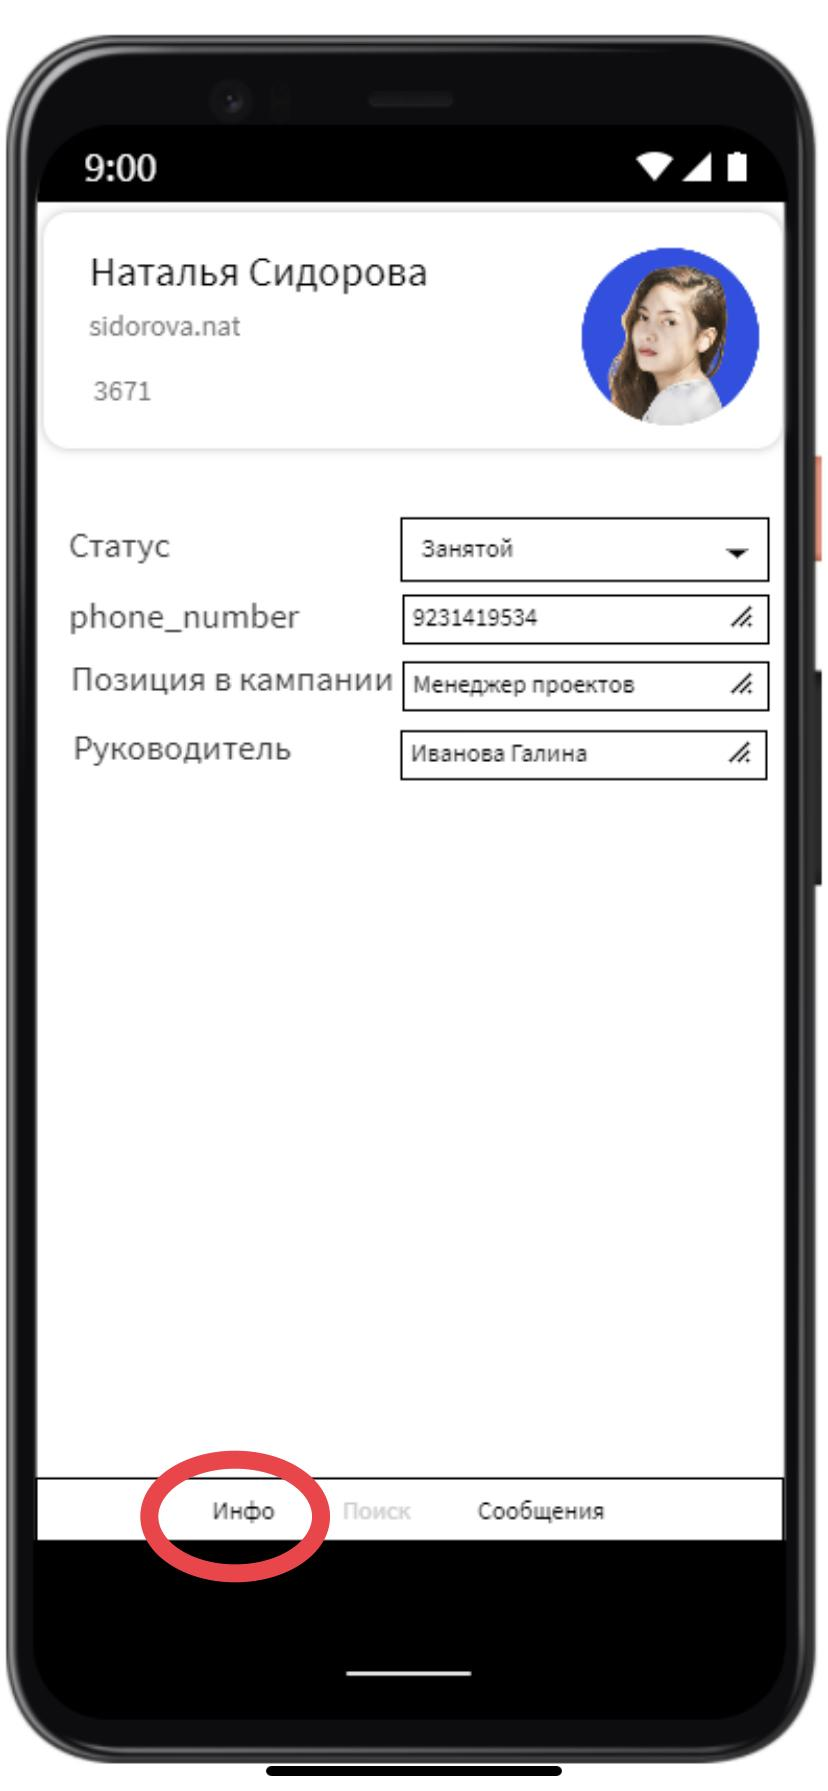 9:00
Наталья Сидорова
sidorova.nat
3671
Статус Занятой
phone_number 9231419534
Позиция в кампании Менеджер проектов
Руководитель Иванова Галина
Инфо Поиск Сообщения